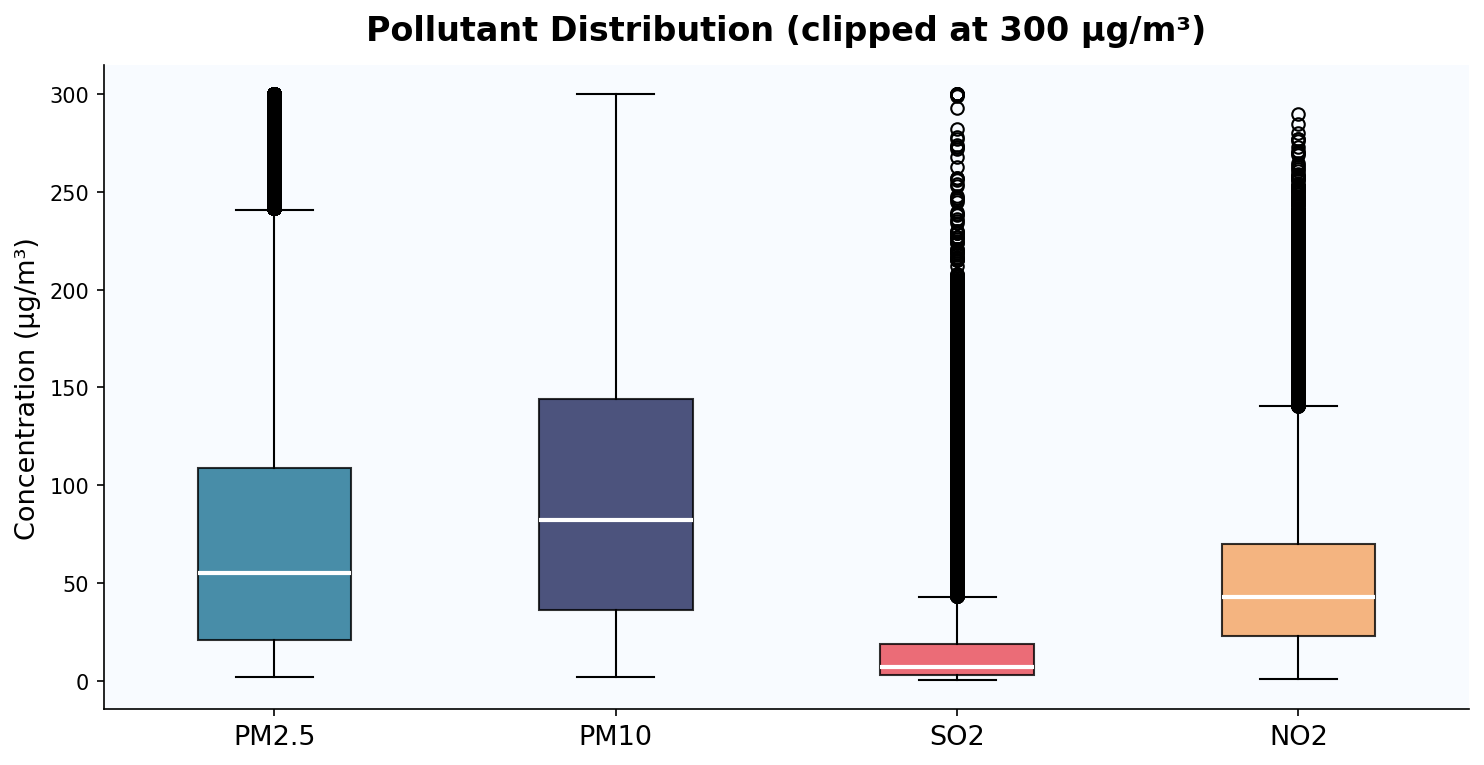 Pollutant Distribution (clipped at 300 µg/m³)
Concentration (µg/m³)
300
250
200
150
100
50
0
PM2.5 PM10 SO2 NO2